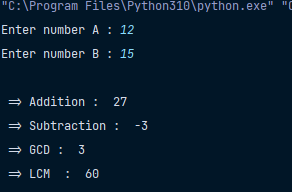 "C:\Program Files\Python310\python.exe" "C
Enter number A : 12
Enter number B : 15
=> Addition :  27
=> Subtraction :  -3
=> GCD :  3
=> LCM  :  60